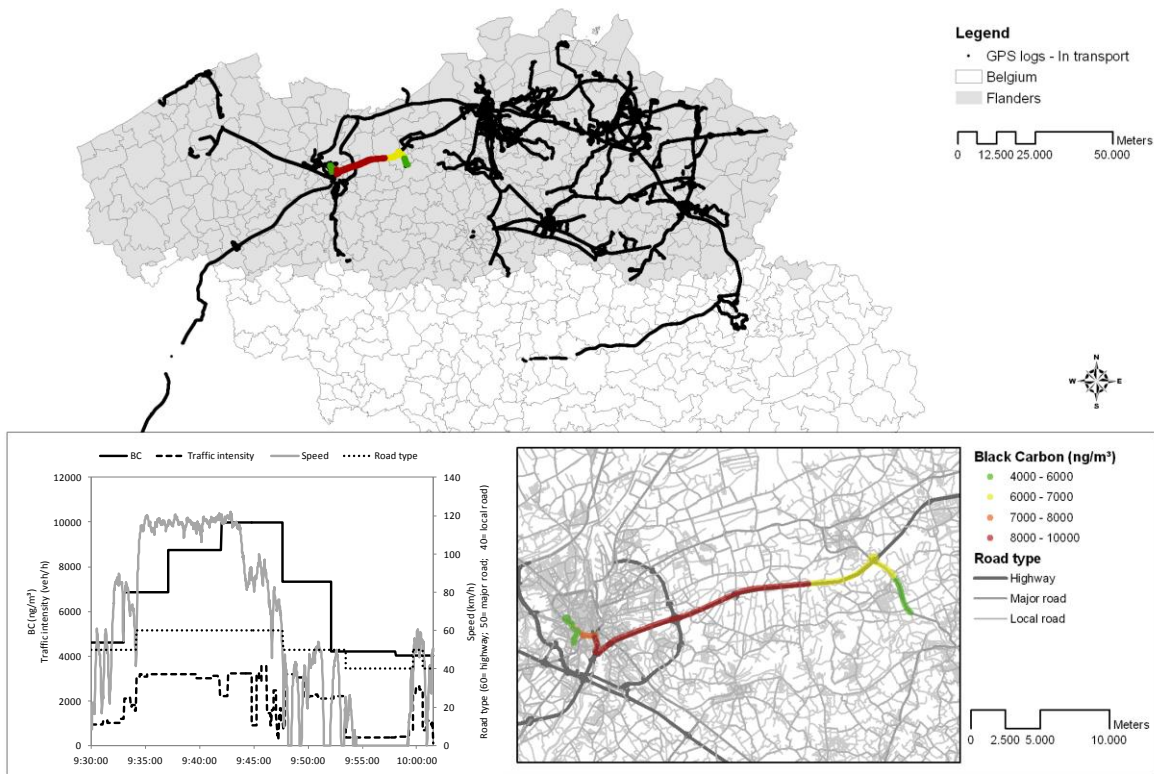 Legend
GPS logs - In transport
Belgium
Flanders
Meters
0 12.500 25.000 50.000
N
W E
S
BC Traffic intensity Speed Road type
12000
10000
8000
6000
4000
2000
0
BC (ng/m³)
Traffic intensity (veh/h)
140
120
100
80
60
40
20
0
Speed (km/h)
Road type (60= highway; 50= major road; 40= local road)
9:30:00 9:35:00 9:40:00 9:45:00 9:50:00 9:55:00 10:00:00
Black Carbon (ng/m³)
4000 - 6000
6000 - 7000
7000 - 8000
8000 - 10000
Road type
Highway
Major road
Local road
Meters
0 2.500 5.000 10.000